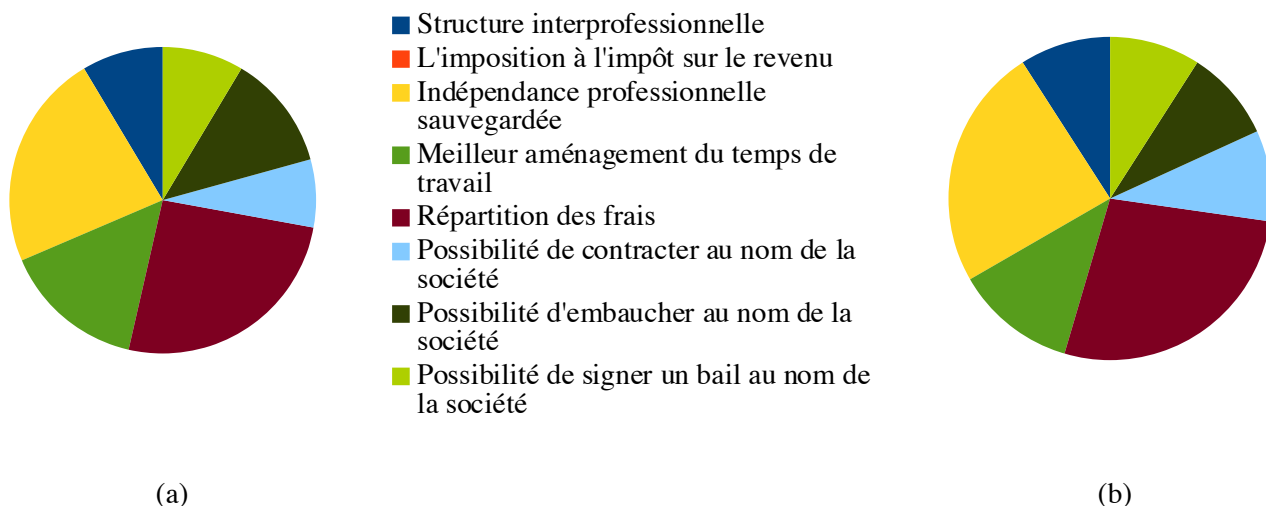 Structure interprofessionnelle
L'imposition à l'impôt sur le revenu
Indépendance professionnelle
sauvegardée
Meilleur aménagement du temps de
travail
Répartition des frais
Possibilité de contracter au nom de la
société
Possibilité d'embaucher au nom de la
société
Possibilité de signer un bail au nom de
la société
(a)
(b)